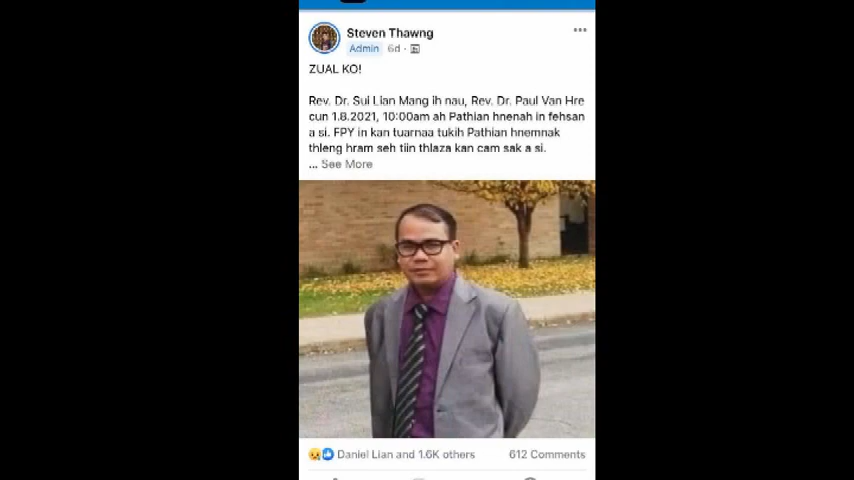 Steven Thawng
Admin 6d
ZUAL KO!
Rev. Dr. Sui Lian Mang ih nau, Rev. Dr. Paul Van Hre
cun 1.8.2021, 10:00am ah Pathian hnenah in fehsan
a si. FPY in kan tuarnaa tukih Pathian hnemnak
thleng hram seh tiin thlaza kan cam sak a si.
... See More
Daniel Lian and 1.6K others 612 Comments